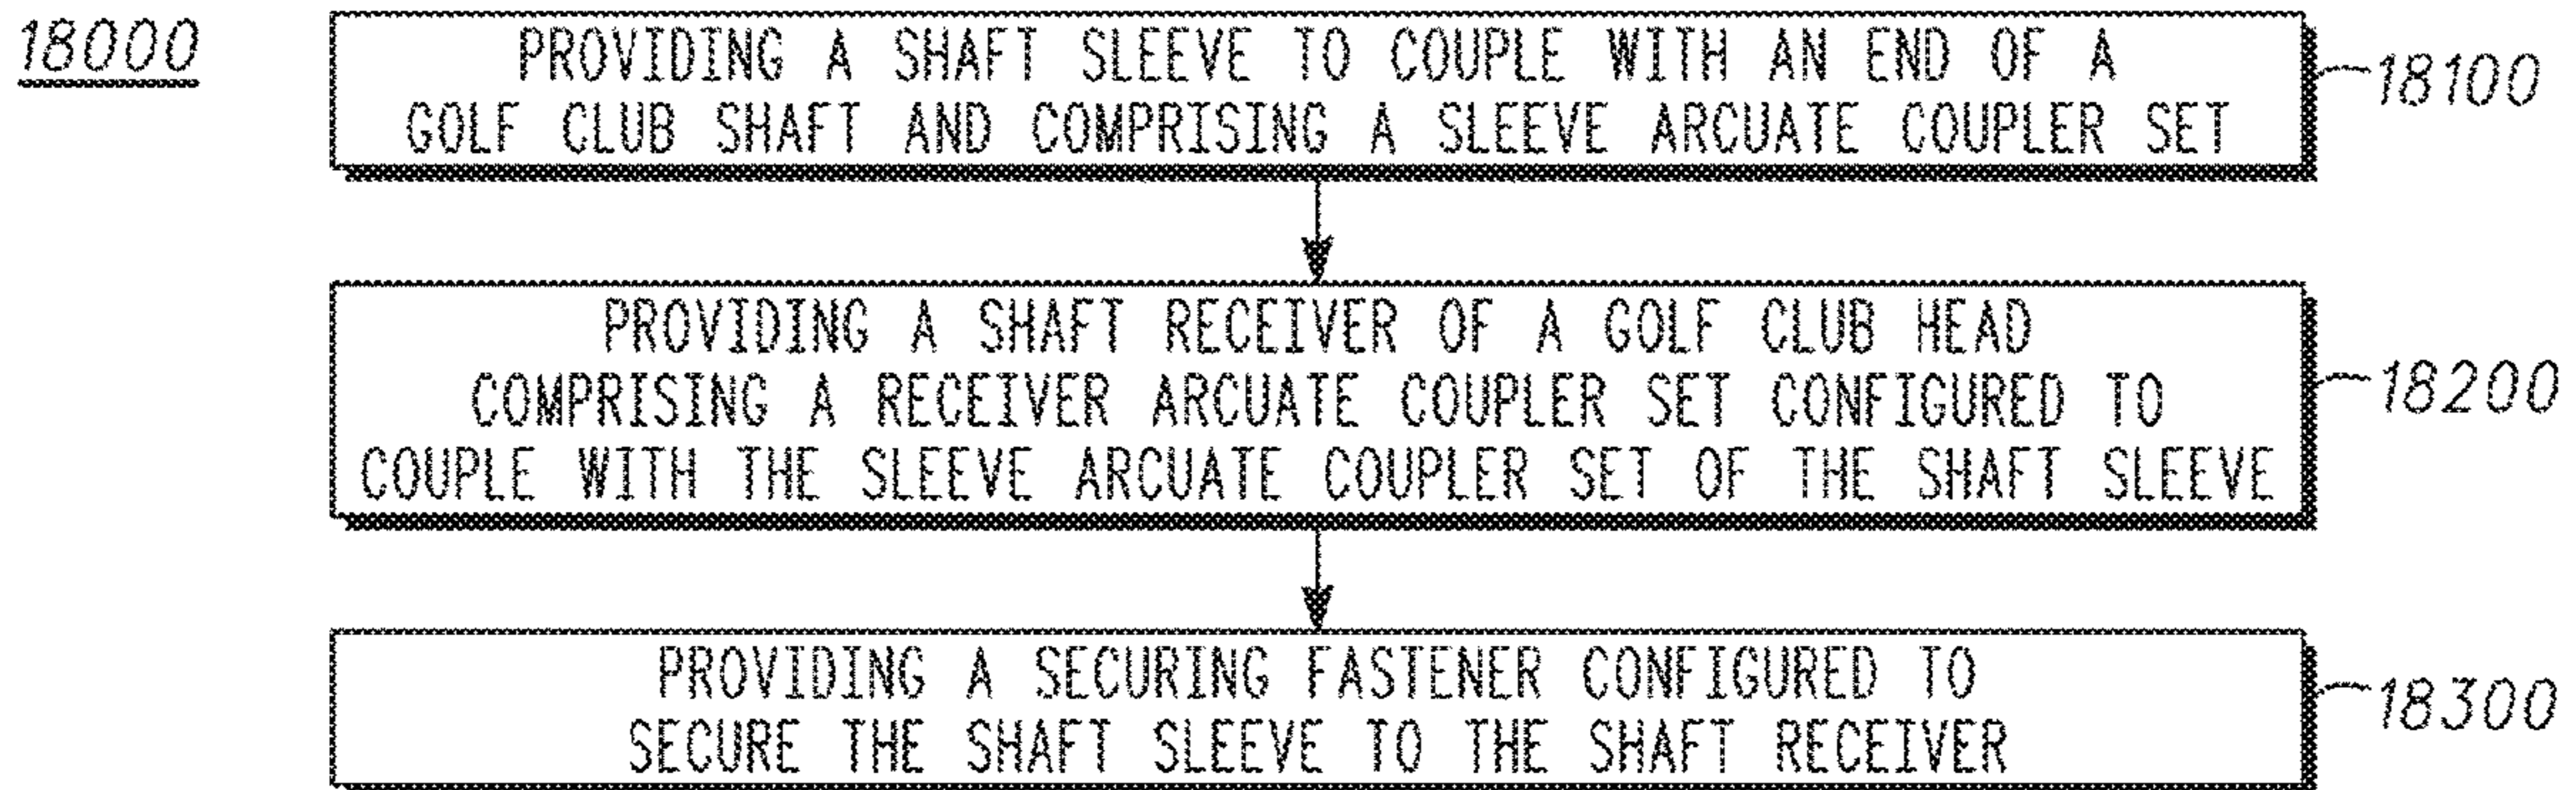 18000
PROVIDING A SHAFT SLEEVE TO COUPLE WITH AN END OF A
GOLF CLUB SHAFT AND COMPRISING A SLEEVE ARCUATE COUPLER SET
18100
PROVIDING A SHAFT RECEIVER OF A GOLF CLUB HEAD
COMPRISING A RECEIVER ARCUATE COUPLER SET CONFIGURED TO
COUPLE WITH THE SLEEVE ARCUATE COUPLER SET OF THE SHAFT SLEEVE
18200
PROVIDING A SECURING FASTENER CONFIGURED TO
SECURE THE SHAFT SLEEVE TO THE SHAFT RECEIVER
18300